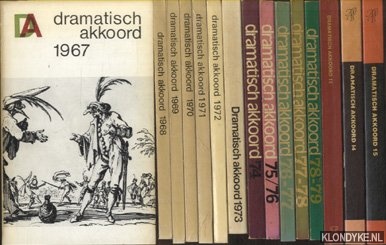 dramatisch
akkoord
1967
dramatisch akkoord 1968
dramatisch akkoord 1969
dramatisch akkoord 1970
dramatisch akkoord 1971
dramatisch akkoord 1972
Dramatisch akkoord 1973
dramatisch akkoord 74
dramatisch akkoord 75-76
dramatisch akkoord 76-77
dramatisch akkoord 77-78
dramatisch akkoord 78-79
DRAMATISCH AKKOORD
DRAMATISCH AKKOORD 14
DRAMATISCH AKKOORD 15
KLONDYKE.NL